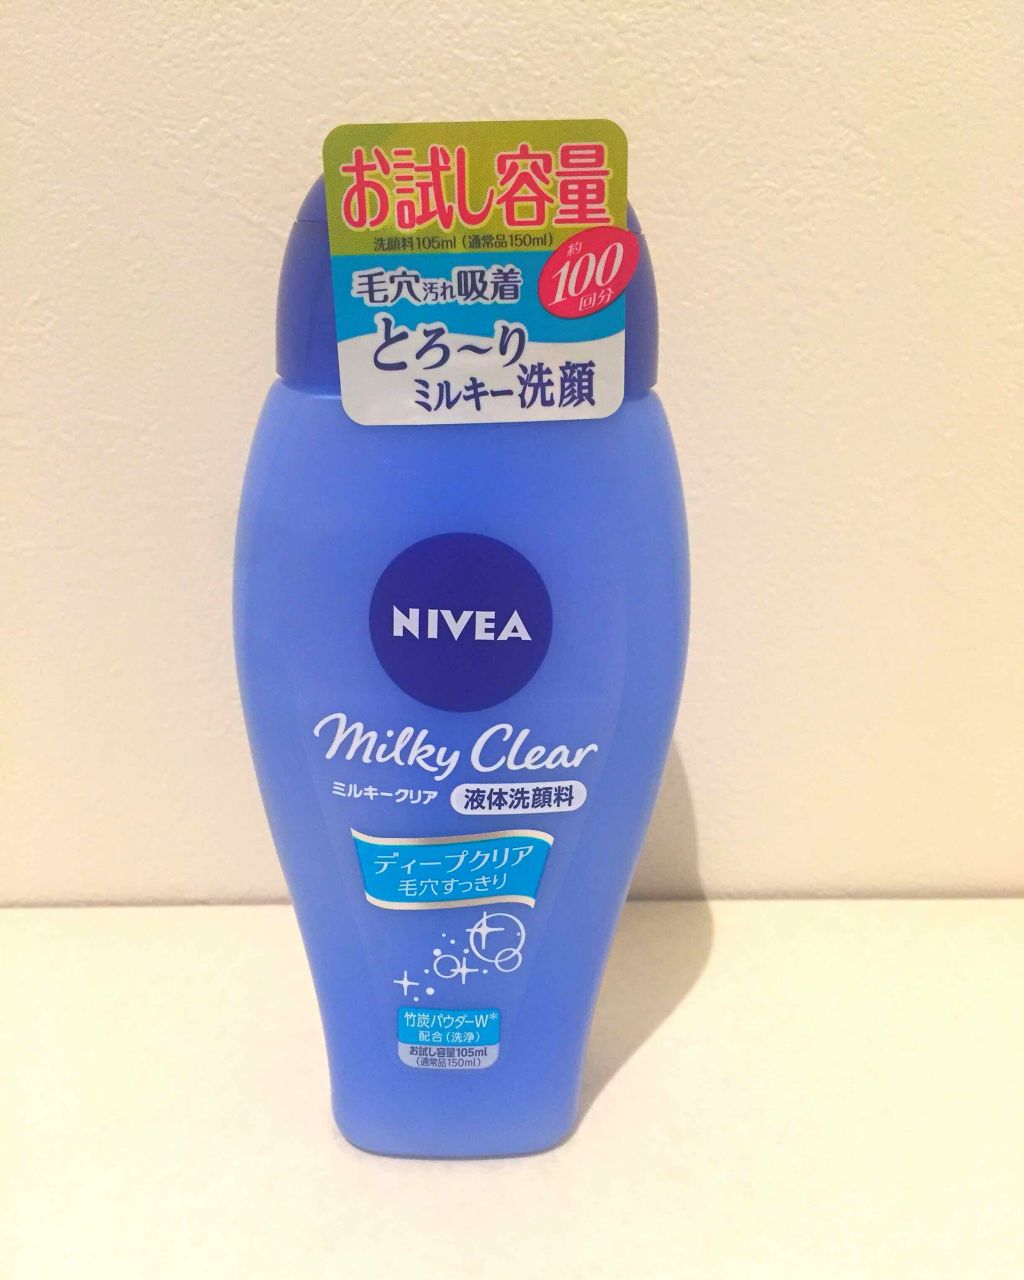 お試し容量
洗顔料105ml（通常品150ml）
約
100
回分
毛穴汚れ吸着
とろ〜り
ミルキー洗顔
NIVEA
Milky Clear
ミルキークリア 液体洗顔料
ディープクリア
毛穴すっきり
竹炭パウダーW*
配合（洗浄）
お試し容量105ml
（通常品150ml）